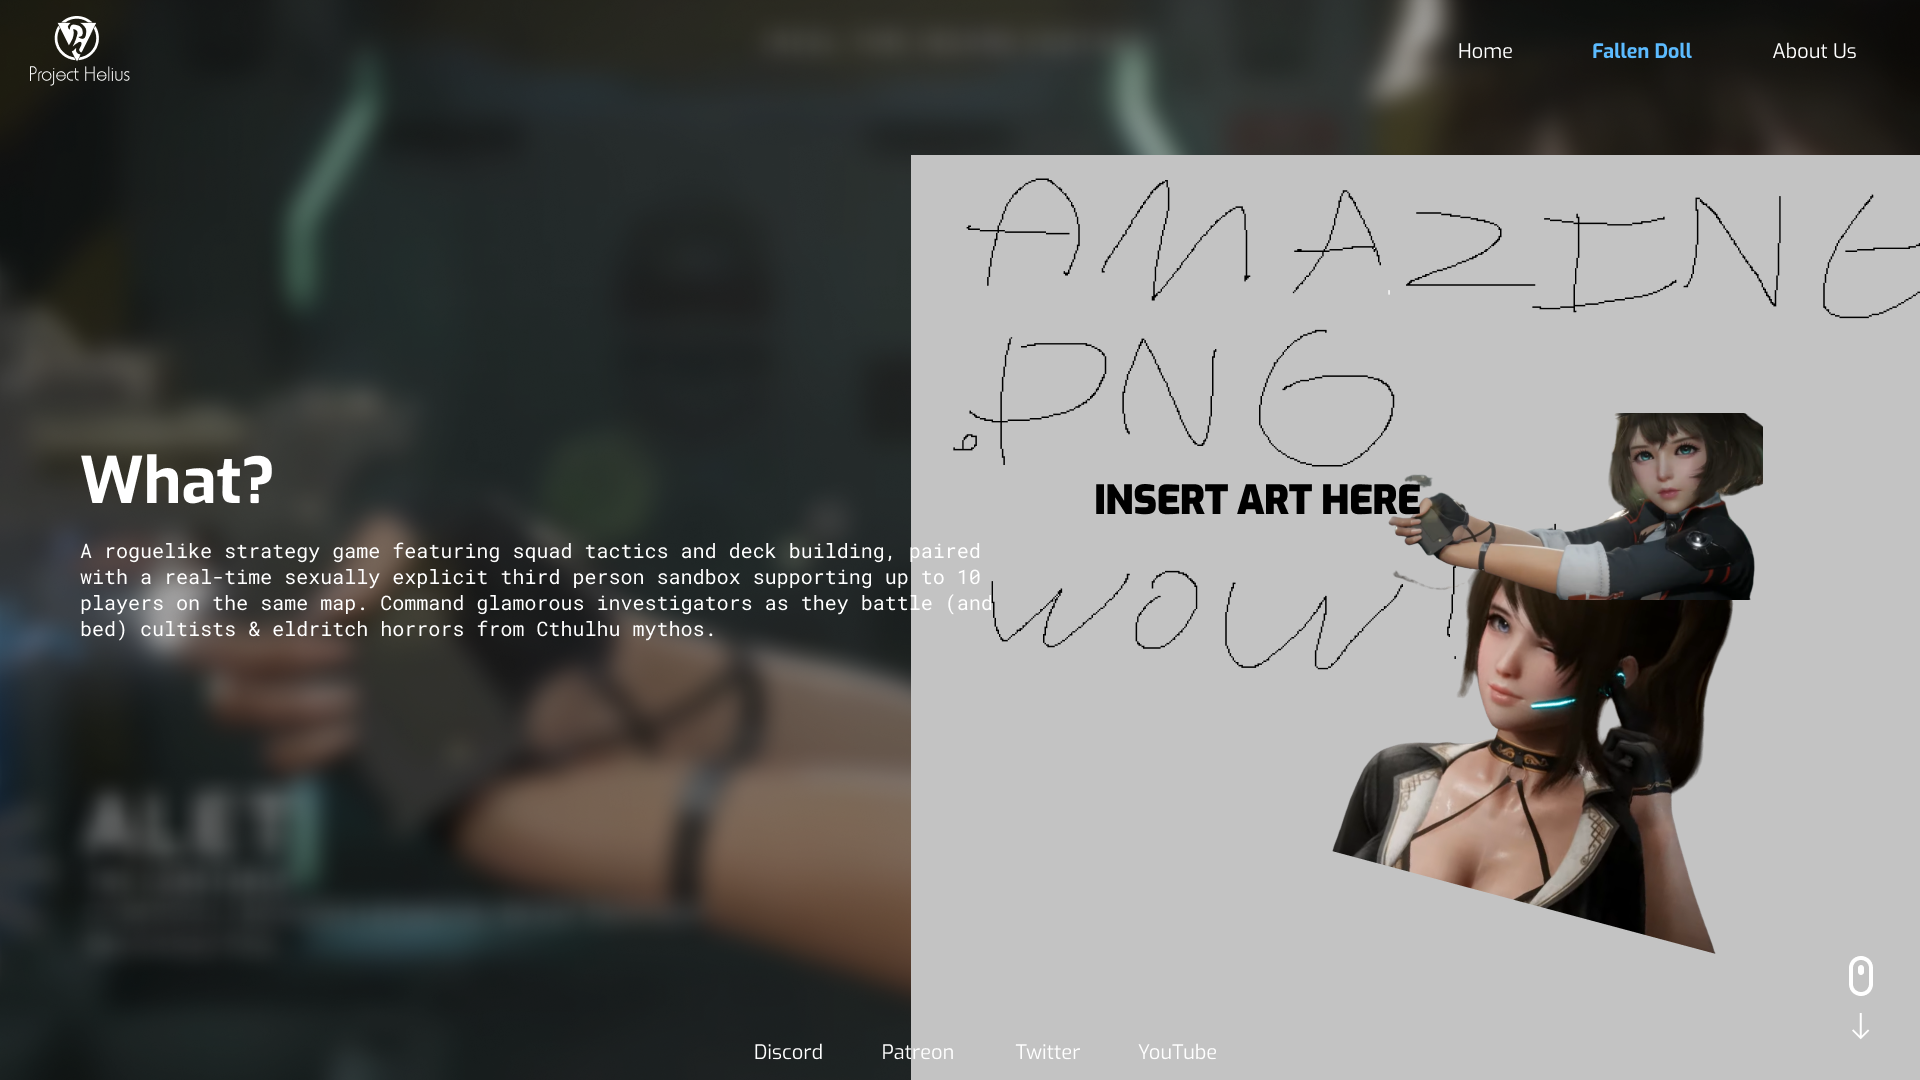 Project Helius
Home
Fallen Doll
About Us
AMAZING
.PNG
INSERT ART HERE
WOW!
What?
A roguelike strategy game featuring squad tactics and deck building, paired
with a real-time sexually explicit third person sandbox supporting up to 10
players on the same map. Command glamorous investigators as they battle (and
bed) cultists & eldritch horrors from Cthulhu mythos.
ALET
Discord
Patreon
Twitter
YouTube